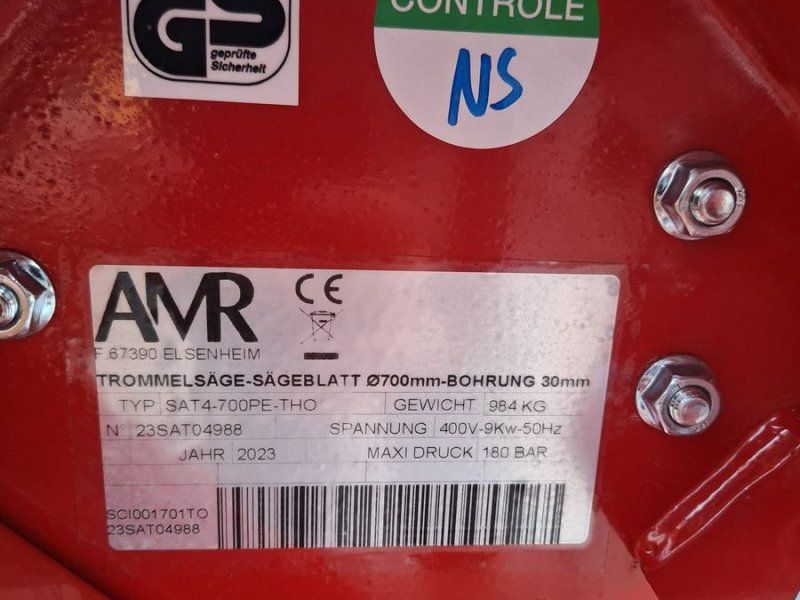 GS
geprüfte
Sicherheit
CONTROLE
NS
AMR
CE
F 67390 ELSENHEIM
TROMMELSÄGE-SÄGEBLATT Ø700mm-BOHRUNG 30mm
TYP SAT4-700PE-THO GEWICHT 984 KG
N° 23SAT04988 SPANNUNG 400V-9Kw-50Hz
JAHR 2023 MAXI DRUCK 180 BAR
SCI001701TO
23SAT04988